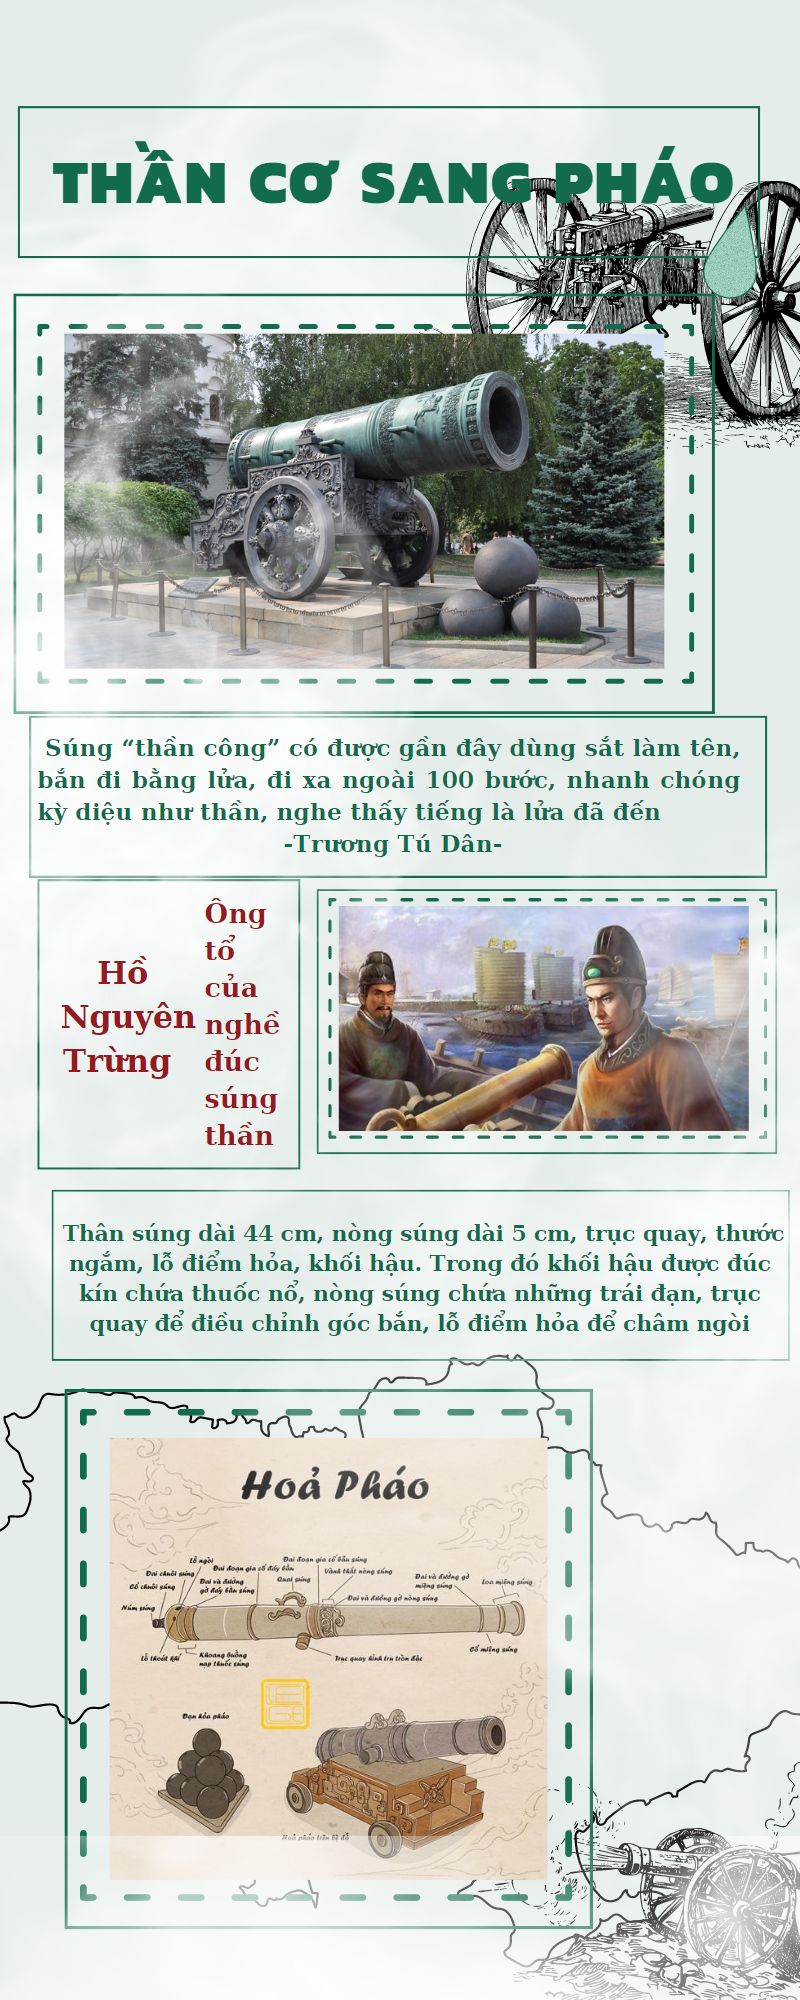 THẦN CƠ SANG PHÁO
Súng “thần công” có được gần đây dùng sắt làm tên,
bắn đi bằng lửa, đi xa ngoài 100 bước, nhanh chóng
kỳ diệu như thần, nghe thấy tiếng là lửa đã đến
-Trương Tú Dân-
Hồ
Nguyên
Trừng
Ông
tổ
của
nghề
đúc
súng
thần
Thân súng dài 44 cm, nòng súng dài 5 cm, trục quay, thước
ngắm, lỗ điểm hỏa, khối hậu. Trong đó khối hậu được đúc
kín chứa thuốc nổ, nòng súng chứa những trái đạn, trục
quay để điều chỉnh góc bắn, lỗ điểm hỏa để châm ngòi
Hoả Pháo
Lỗ ngòi
Đai chuôi súng
Cổ chuôi súng
Núm súng
Đai đoạn gia cố đáy bầu
Đai và đường
gờ đáy bầu súng
Đai đoạn gia cố bầu súng
Quai súng
Vành thắt nòng súng
Đai và đường gờ nòng súng
Đai và đường gờ
miệng súng
Loa miệng súng
Lỗ thoát khí
Khoang buồng
nạp thuốc súng
Trục quay hình trụ tròn đặc
Cổ miệng súng
Đạn hỏa pháo
Hoả pháo trên bệ đỡ